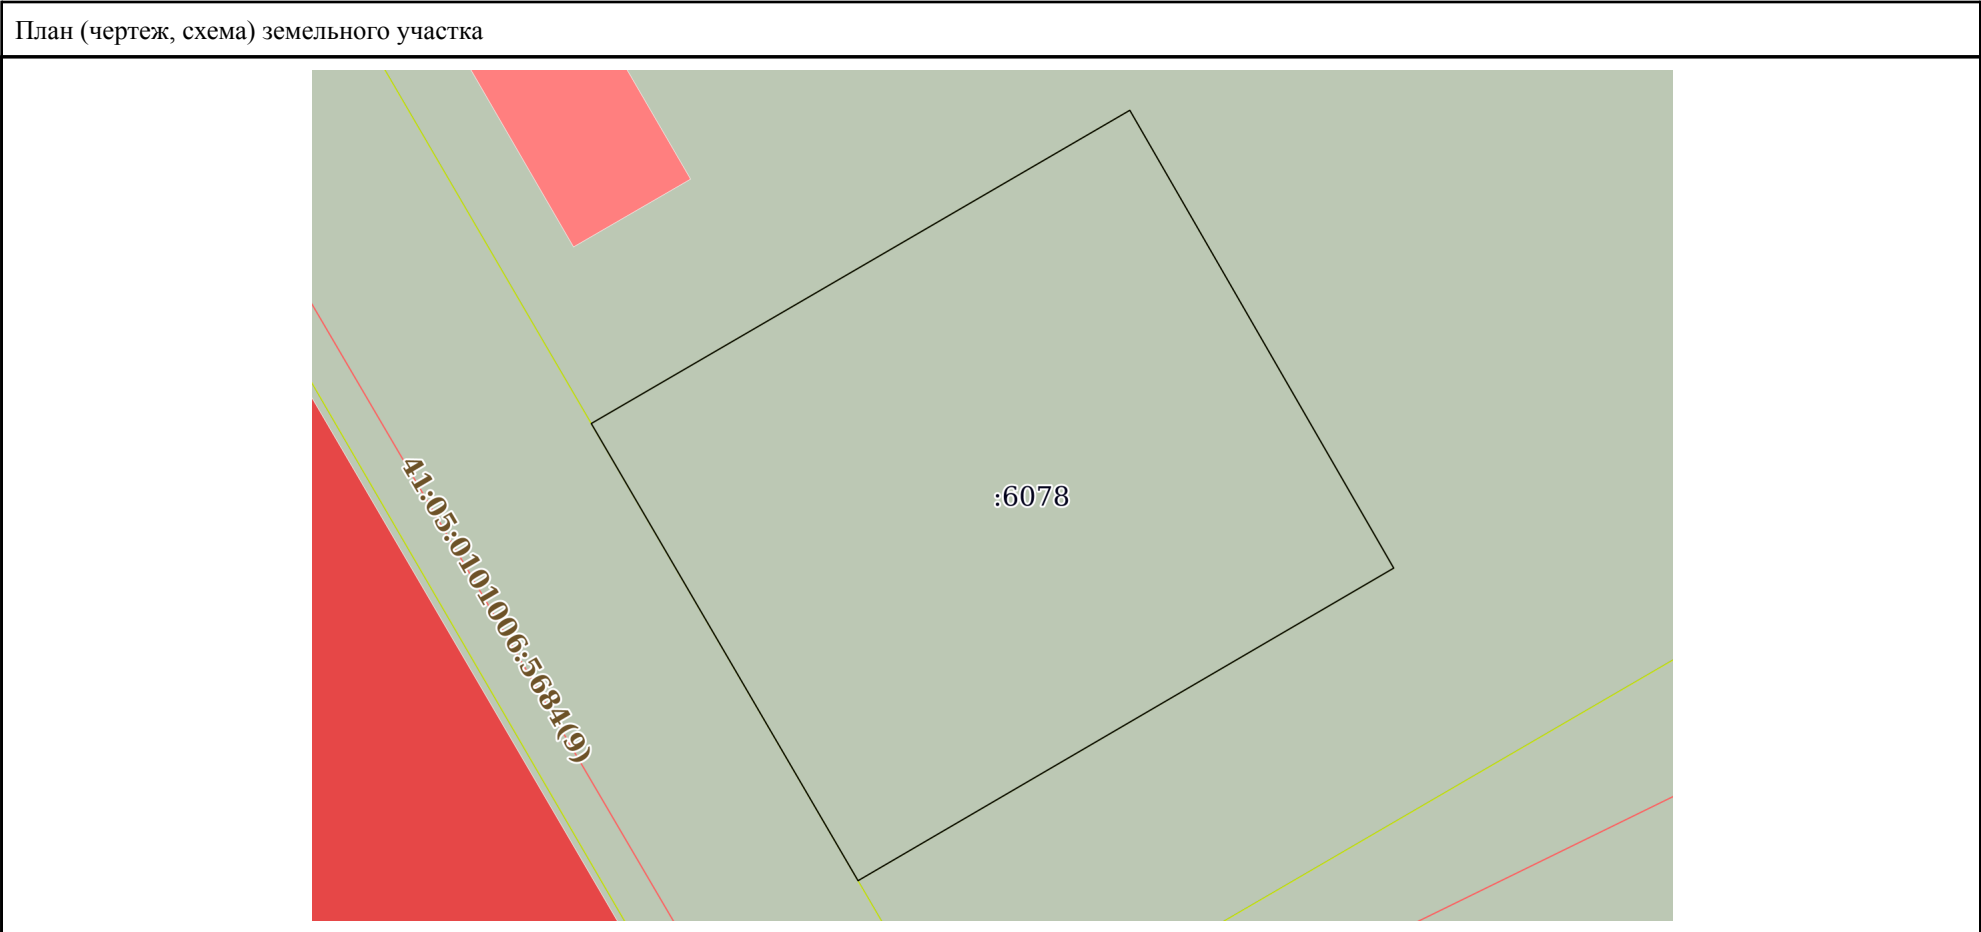 План (чертеж, схема) земельного участка
:6078
41:05:0101006:5684(9)